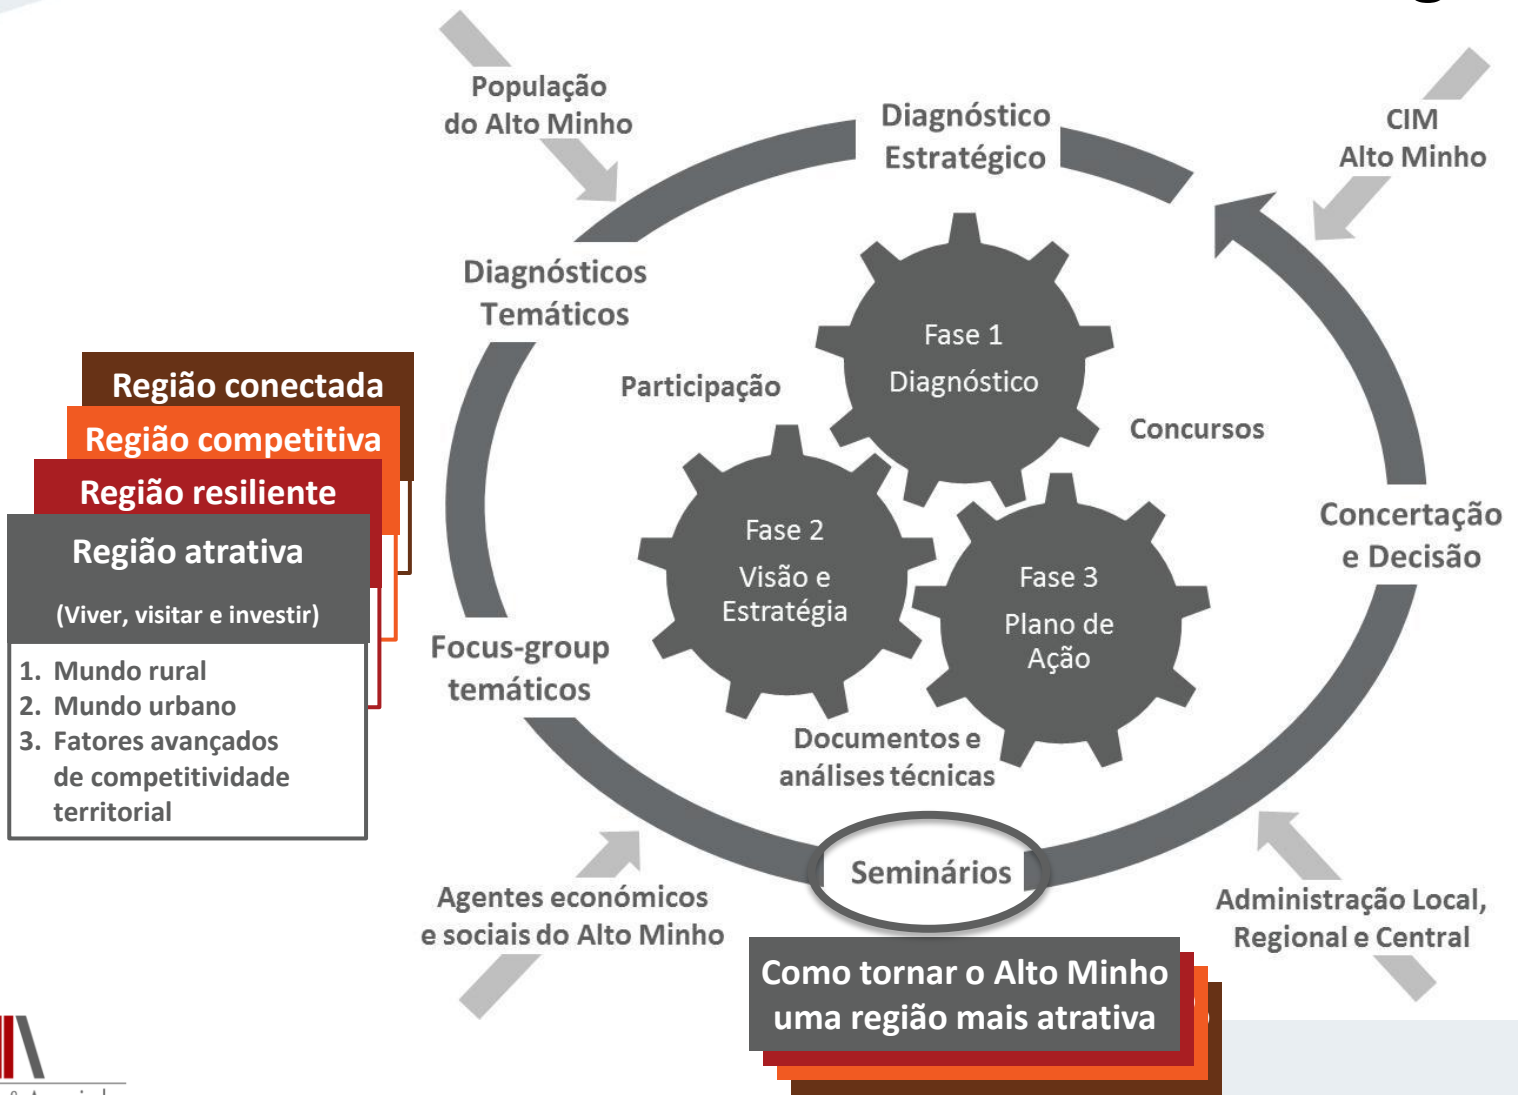 População
do Alto Minho
Diagnóstico
Estratégico
CIM
Alto Minho
Diagnósticos
Temáticos
Fase 1
Diagnóstico
Participação
Concursos
Região conectada
Região competitiva
Região resiliente
Região atrativa
(Viver, visitar e investir)
1. Mundo rural
2. Mundo urbano
3. Fatores avançados
de competitividade
territorial
Fase 2
Visão e
Estratégia
Fase 3
Plano de
Ação
Concertação
e Decisão
Focus-group
temáticos
Documentos e
análises técnicas
Seminários
Agentes económicos
e sociais do Alto Minho
Administração Local,
Regional e Central
Como tornar o Alto Minho
uma região mais atrativa